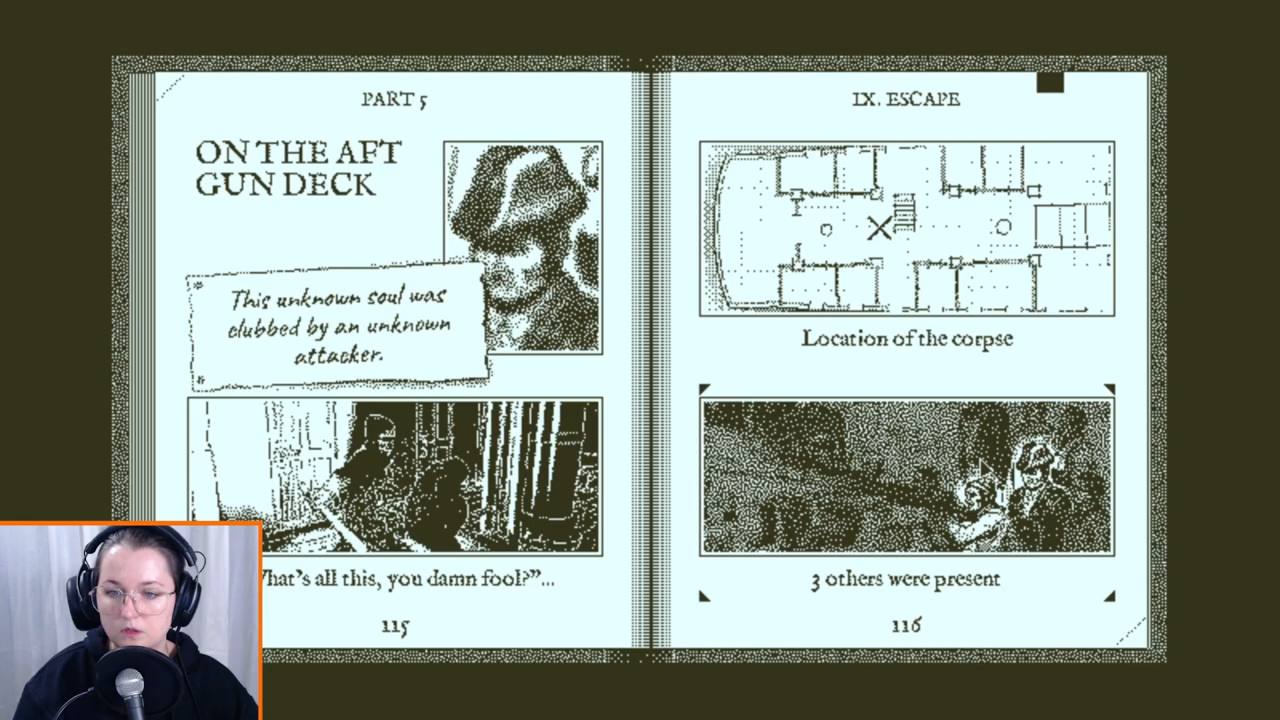 PART 5
ON THE AFT
GUN DECK
This unknown soul was
clubbed by an unknown
attacker.
hat's all this, you damn fool?"...
115
IX. ESCAPE
Location of the corpse
3 others were present
116